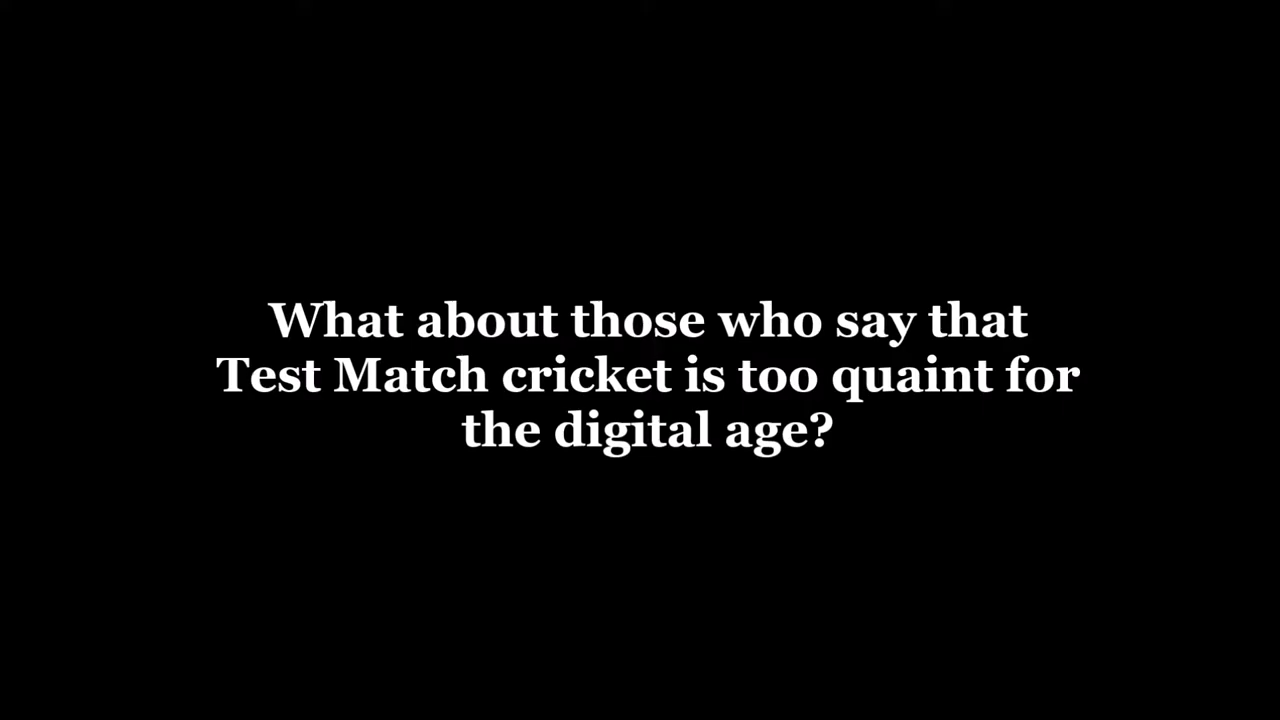 What about those who say that
Test Match cricket is too quaint for
the digital age?